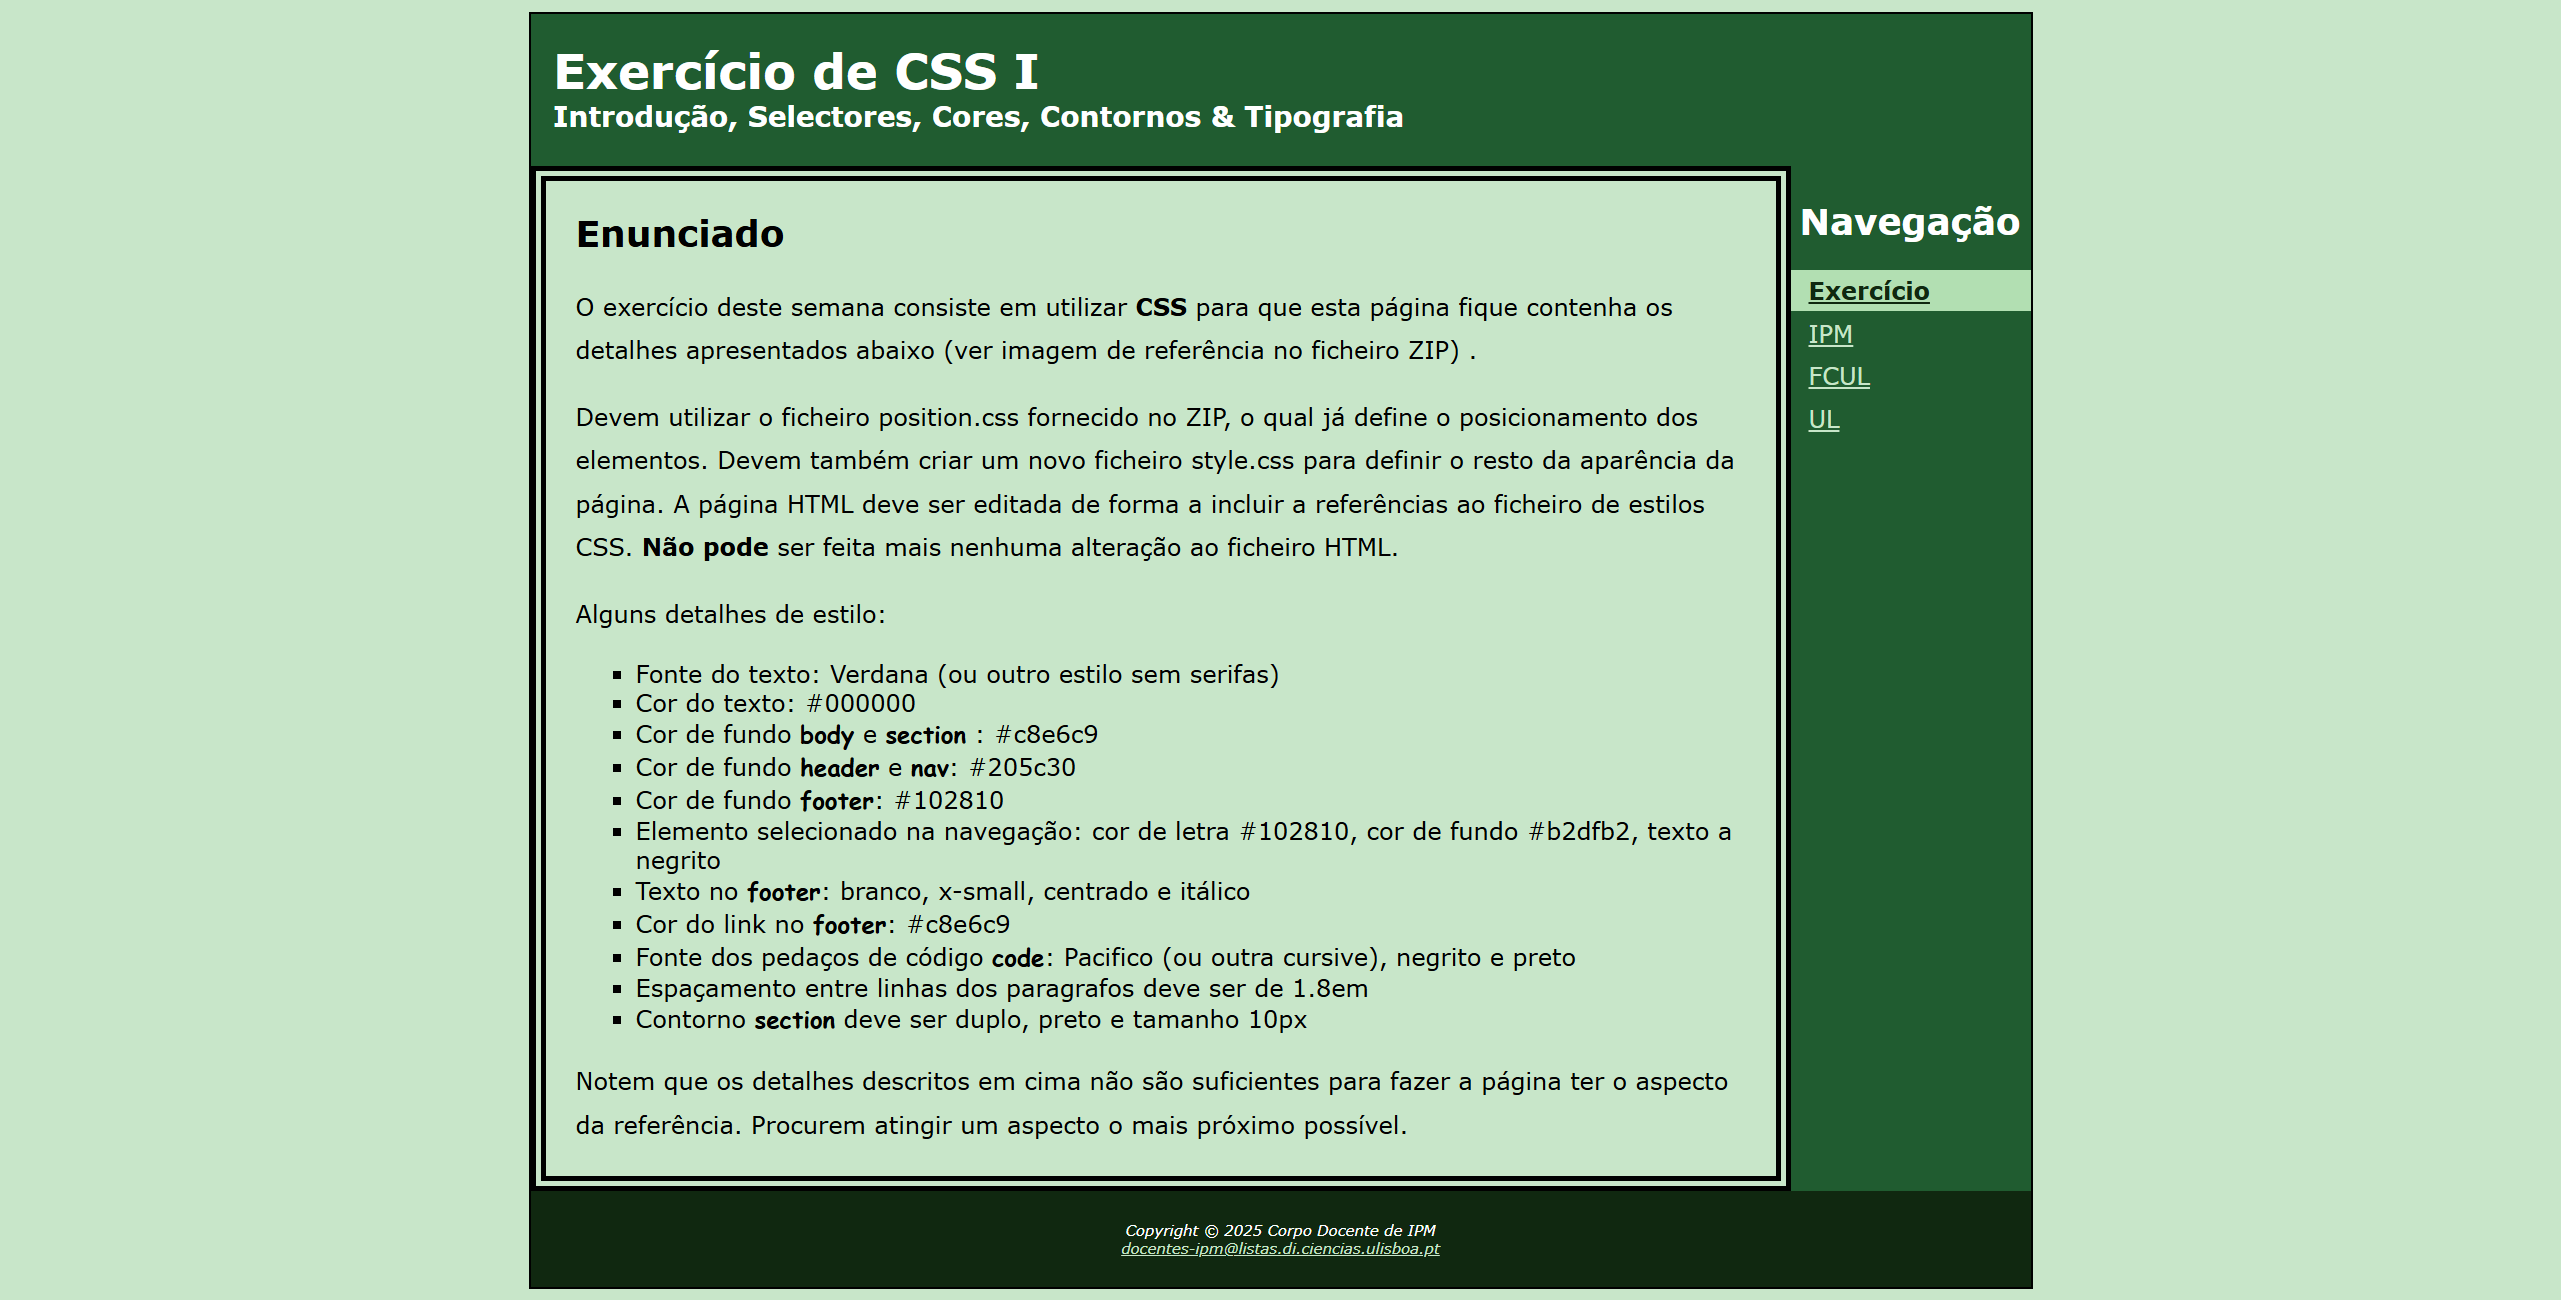 Exercício de CSS I
Introdução, Selectores, Cores, Contornos & Tipografia
Enunciado
O exercício deste semana consiste em utilizar CSS para que esta página fique contenha os
detalhes apresentados abaixo (ver imagem de referência no ficheiro ZIP) .
Devem utilizar o ficheiro position.css fornecido no ZIP, o qual já define o posicionamento dos
elementos. Devem também criar um novo ficheiro style.css para definir o resto da aparência da
página. A página HTML deve ser editada de forma a incluir a referências ao ficheiro de estilos
CSS. Não pode ser feita mais nenhuma alteração ao ficheiro HTML.
Alguns detalhes de estilo:
▪ Fonte do texto: Verdana (ou outro estilo sem serifas)
▪ Cor do texto: #000000
▪ Cor de fundo body e section : #c8e6c9
▪ Cor de fundo header e nav: #205c30
▪ Cor de fundo footer: #102810
▪ Elemento selecionado na navegação: cor de letra #102810, cor de fundo #b2dfb2, texto a
negrito
▪ Texto no footer: branco, x-small, centrado e itálico
▪ Cor do link no footer: #c8e6c9
▪ Fonte dos pedaços de código code: Pacifico (ou outra cursive), negrito e preto
▪ Espaçamento entre linhas dos paragrafos deve ser de 1.8em
▪ Contorno section deve ser duplo, preto e tamanho 10px
Notem que os detalhes descritos em cima não são suficientes para fazer a página ter o aspecto
da referência. Procurem atingir um aspecto o mais próximo possível.
Navegação
Exercício
IPM
FCUL
UL
Copyright © 2025 Corpo Docente de IPM
docentes-ipm@listas.di.ciencias.ulisboa.pt